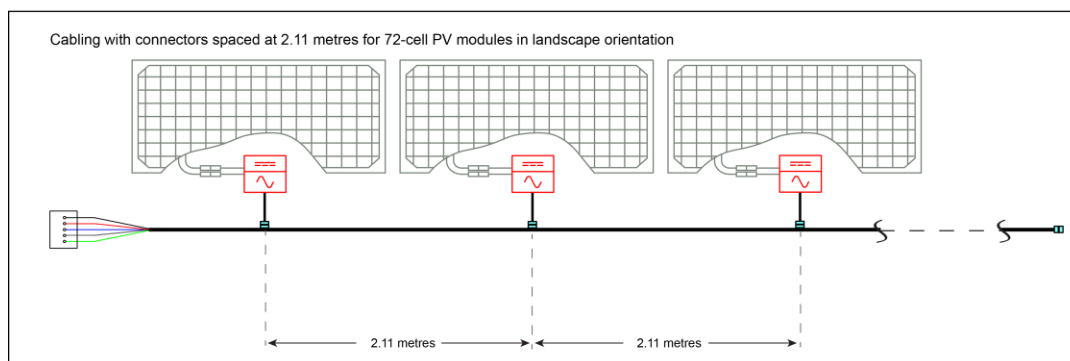 Cabling with connectors spaced at 2.11 metres for 72-cell PV modules in landscape orientation
2.11 metres
2.11 metres